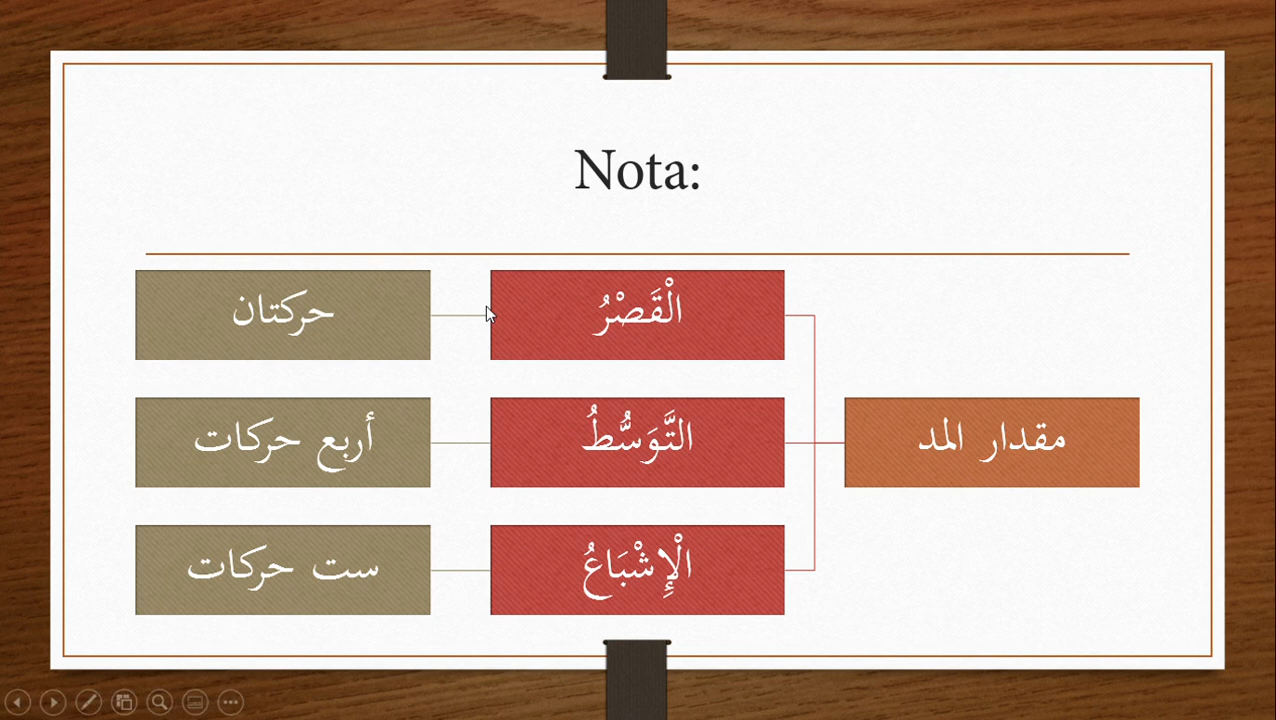 Nota:
مقدار المد
الْقَصْرُ
حركتان
التَّوَسُّطُ
أربع حركات
الْإِشْبَاعُ
ست حركات